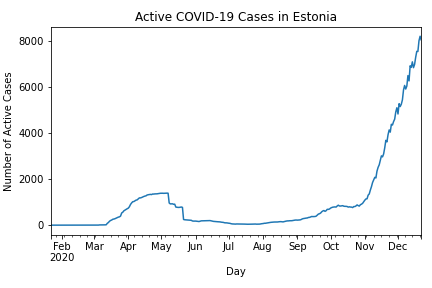 Active COVID-19 Cases in Estonia
Number of Active Cases
8000
6000
4000
2000
0
Feb Mar Apr May Jun Jul Aug Sep Oct Nov Dec
2020
Day